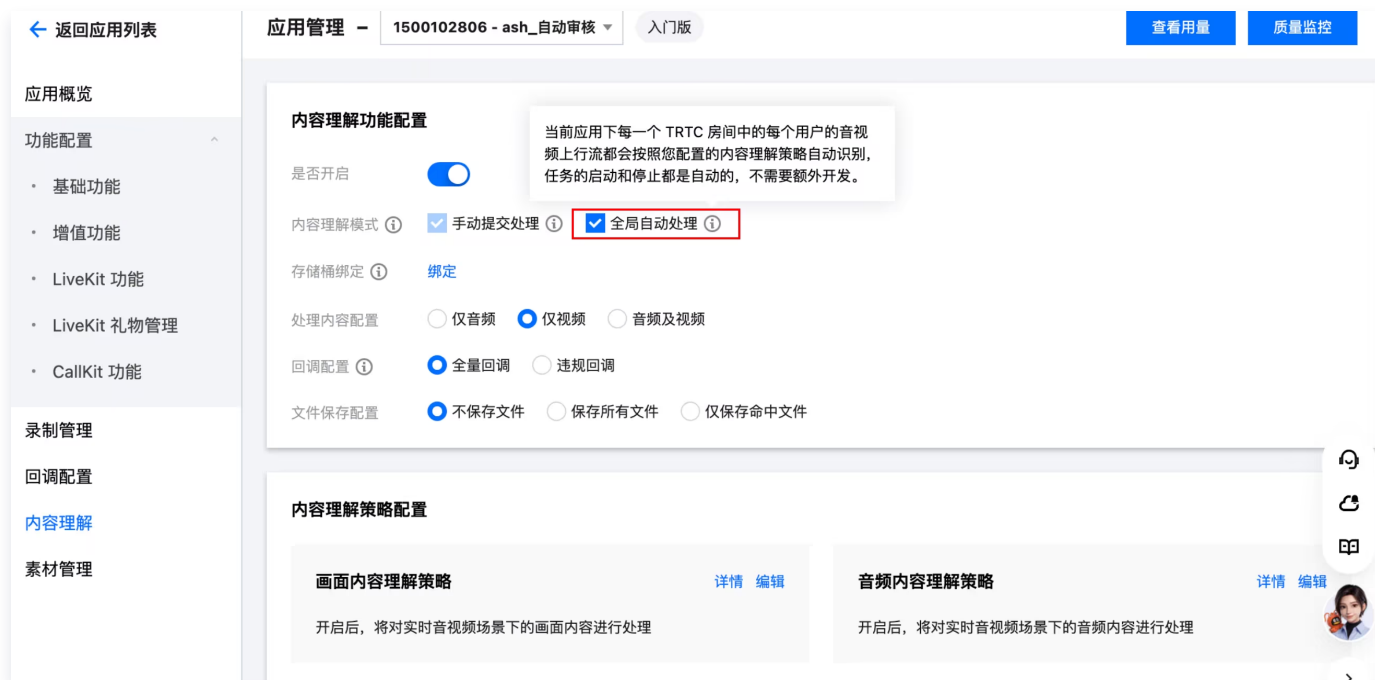 返回应用列表
应用管理 – 1500102806 - ash_自动审核 入门版 查看用量 质量监控
应用概览
功能配置
基础功能
增值功能
LiveKit 功能
LiveKit 礼物管理
CallKit 功能
录制管理
回调配置
内容理解
素材管理
内容理解功能配置
当前应用下每一个 TRTC 房间中的每个用户的音视
频上行流都会按照您配置的内容理解策略自动识别，
任务的启动和停止都是自动的，不需要额外开发。
是否开启
内容理解模式 手动提交处理 全局自动处理
存储桶绑定 绑定
处理内容配置 仅音频 仅视频 音频及视频
回调配置 全量回调 违规回调
文件保存配置 不保存文件 保存所有文件 仅保存命中文件
内容理解策略配置
画面内容理解策略 详情 编辑
开启后，将对实时音视频场景下的画面内容进行处理
音频内容理解策略 详情 编辑
开启后，将对实时音视频场景下的音频内容进行处理